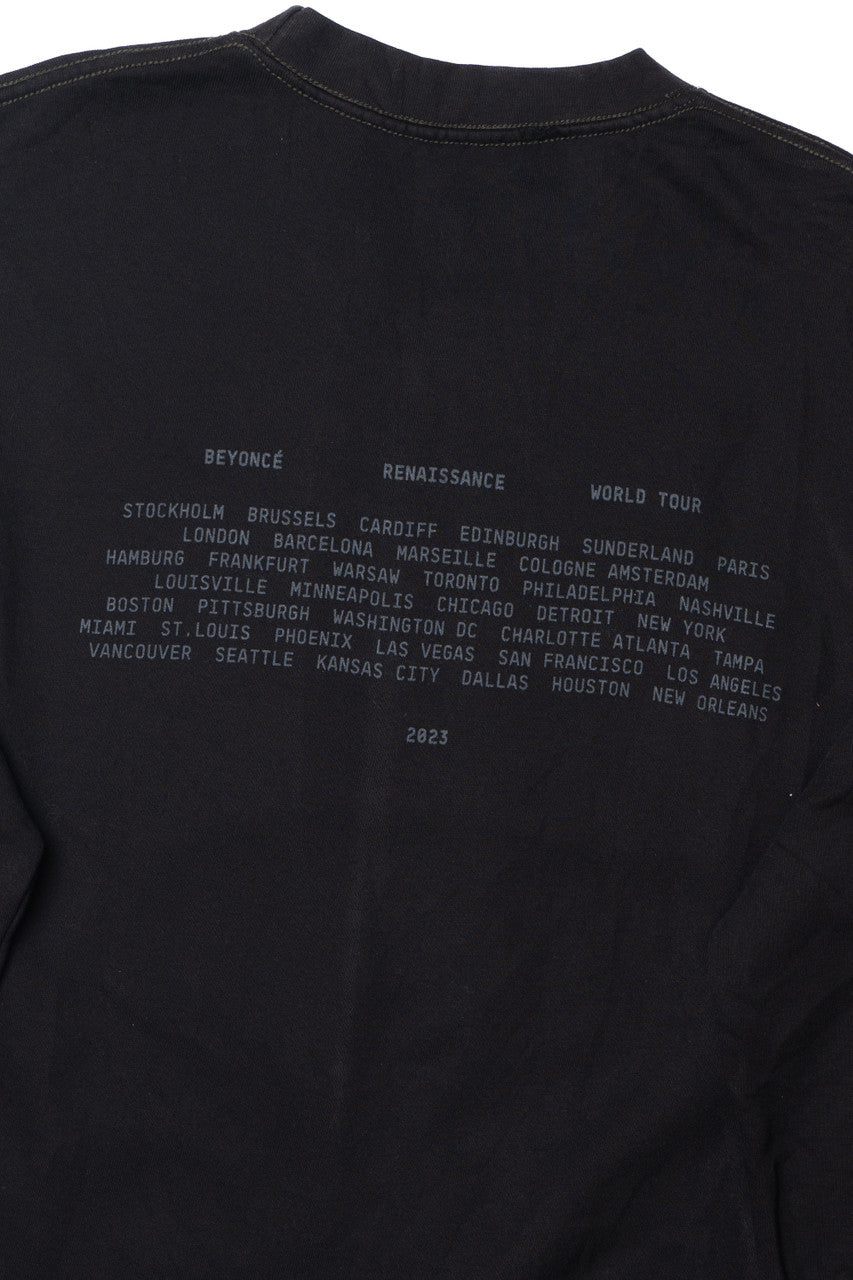 BEYONCÉ RENAISSANCE WORLD TOUR
STOCKHOLM BRUSSELS CARDIFF EDINBURGH SUNDERLAND PARIS
LONDON BARCELONA MARSEILLE COLOGNE AMSTERDAM
HAMBURG FRANKFURT WARSAW TORONTO PHILADELPHIA NASHVILLE
LOUISVILLE MINNEAPOLIS CHICAGO DETROIT NEW YORK
BOSTON PITTSBURGH WASHINGTON DC CHARLOTTE ATLANTA TAMPA
MIAMI ST.LOUIS PHOENIX LAS VEGAS SAN FRANCISCO LOS ANGELES
VANCOUVER SEATTLE KANSAS CITY DALLAS HOUSTON NEW ORLEANS
2023